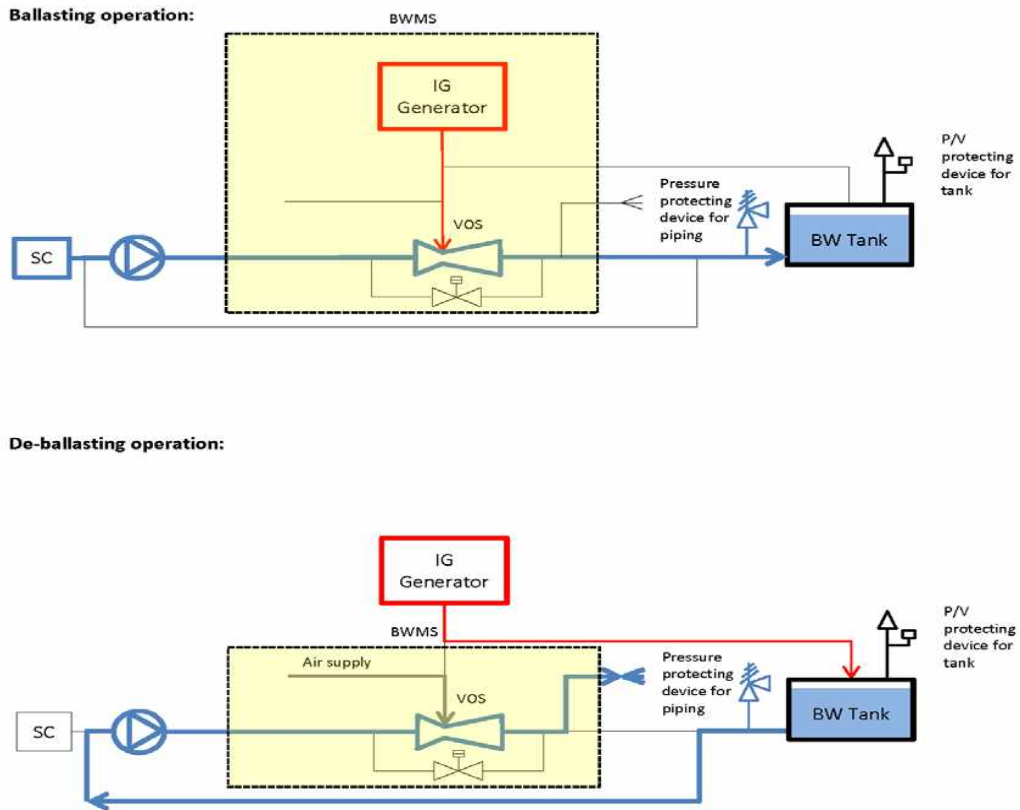 Ballasting operation:
BWMS
IG
Generator
P/V
protecting
device for
tank
Pressure
protecting
device for
piping
VOS
SC
BW Tank
De-ballasting operation:
IG
Generator
BWMS
P/V
protecting
device for
tank
Air supply
Pressure
protecting
device for
piping
VOS
SC
BW Tank